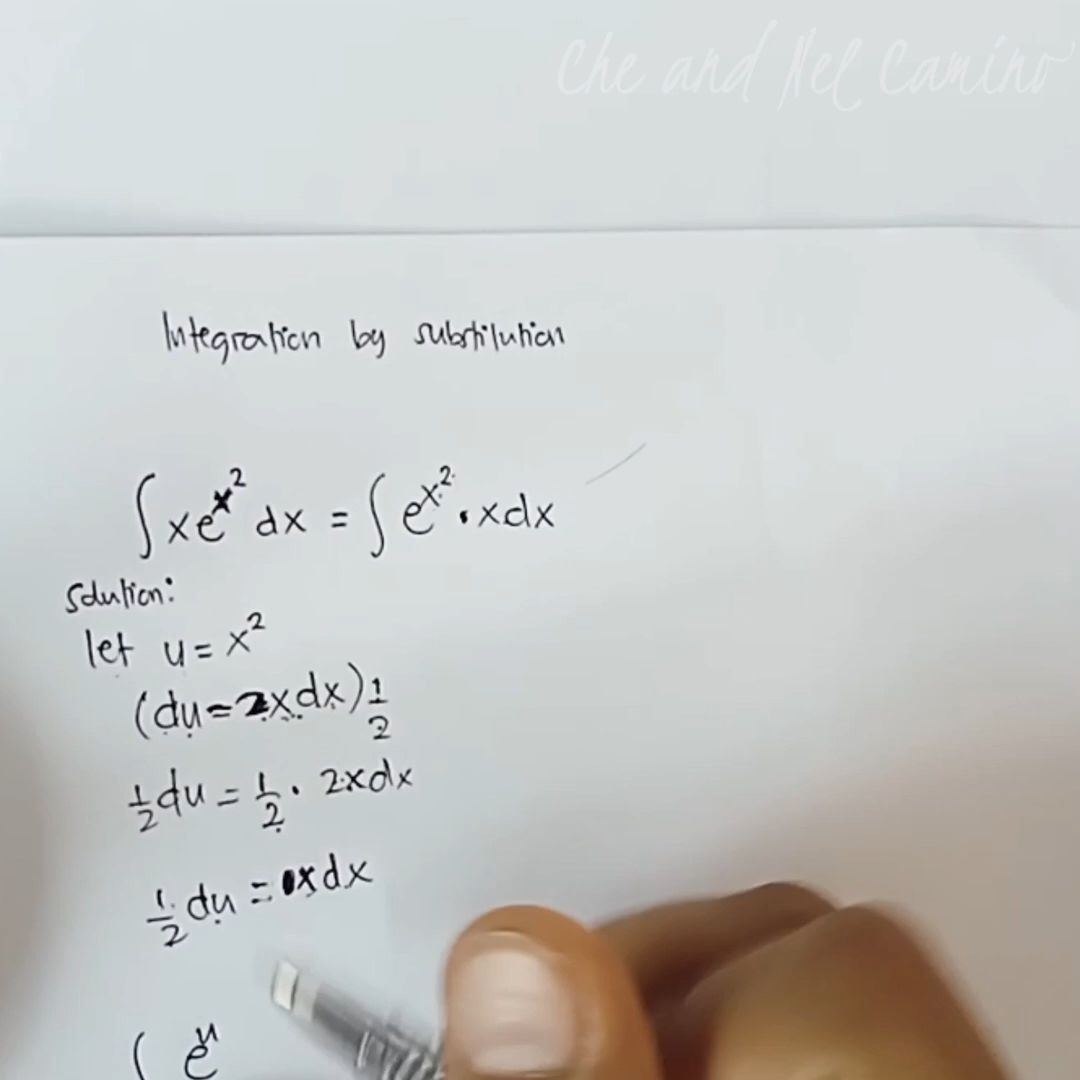 Che and Nel Camino
Integration by substitution
∫xe^x² dx = ∫e^x² · xdx
Solution:
let u = x²
(du = 2xdx) 1/2
1/2 du = 1/2 · 2xdx
1/2 du = xdx
∫ e^u